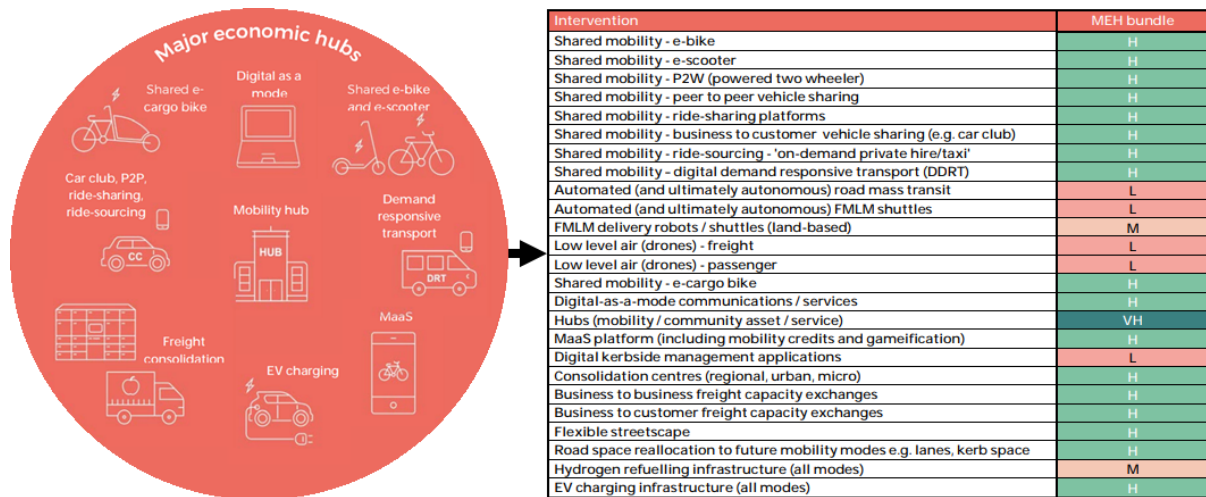 Major economic hubs
Shared e-
cargo bike
Digital as a
mode
Shared e-bike
and e-scooter
Car club, P2P,
ride-sharing,
ride-sourcing
CC
Mobility hub
HUB
Demand
responsive
transport
DRT
Freight
consolidation
EV charging
MaaS
Intervention MEH bundle
Shared mobility - e-bike H
Shared mobility - e-scooter H
Shared mobility - P2W (powered two wheeler) H
Shared mobility - peer to peer vehicle sharing H
Shared mobility - ride-sharing platforms H
Shared mobility - business to customer vehicle sharing (e.g. car club) H
Shared mobility - ride-sourcing - 'on-demand private hire/taxi' H
Shared mobility - digital demand responsive transport (DDRT) H
Automated (and ultimately autonomous) road mass transit L
Automated (and ultimately autonomous) FMLM shuttles L
FMLM delivery robots / shuttles (land-based) M
Low level air (drones) - freight L
Low level air (drones) - passenger L
Shared mobility - e-cargo bike H
Digital-as-a-mode communications / services H
Hubs (mobility / community asset / service) VH
MaaS platform (including mobility credits and gameification) H
Digital kerbside management applications L
Consolidation centres (regional, urban, micro) H
Business to business freight capacity exchanges H
Business to customer freight capacity exchanges H
Flexible streetscape H
Road space reallocation to future mobility modes e.g. lanes, kerb space H
Hydrogen refuelling infrastructure (all modes) M
EV charging infrastructure (all modes) H